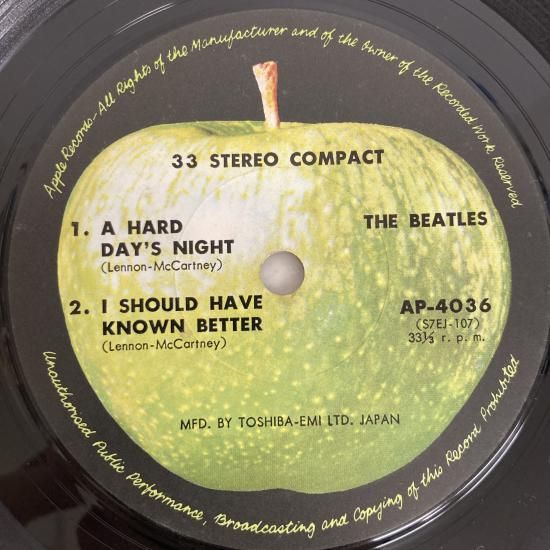 Apple Records-All Rights of the Manufacturer and of the Owner of the Recorded Work Reserved
33 STEREO COMPACT
1. A HARD
DAY'S NIGHT
(Lennon-McCartney)
THE BEATLES
2. I SHOULD HAVE
KNOWN BETTER
(Lennon-McCartney)
AP-4036
(S7EJ-107)
33⅓ r. p. m.
MFD. BY TOSHIBA-EMI LTD. JAPAN
Unauthorised Public Performance, Broadcasting and Copying of this Record Prohibited